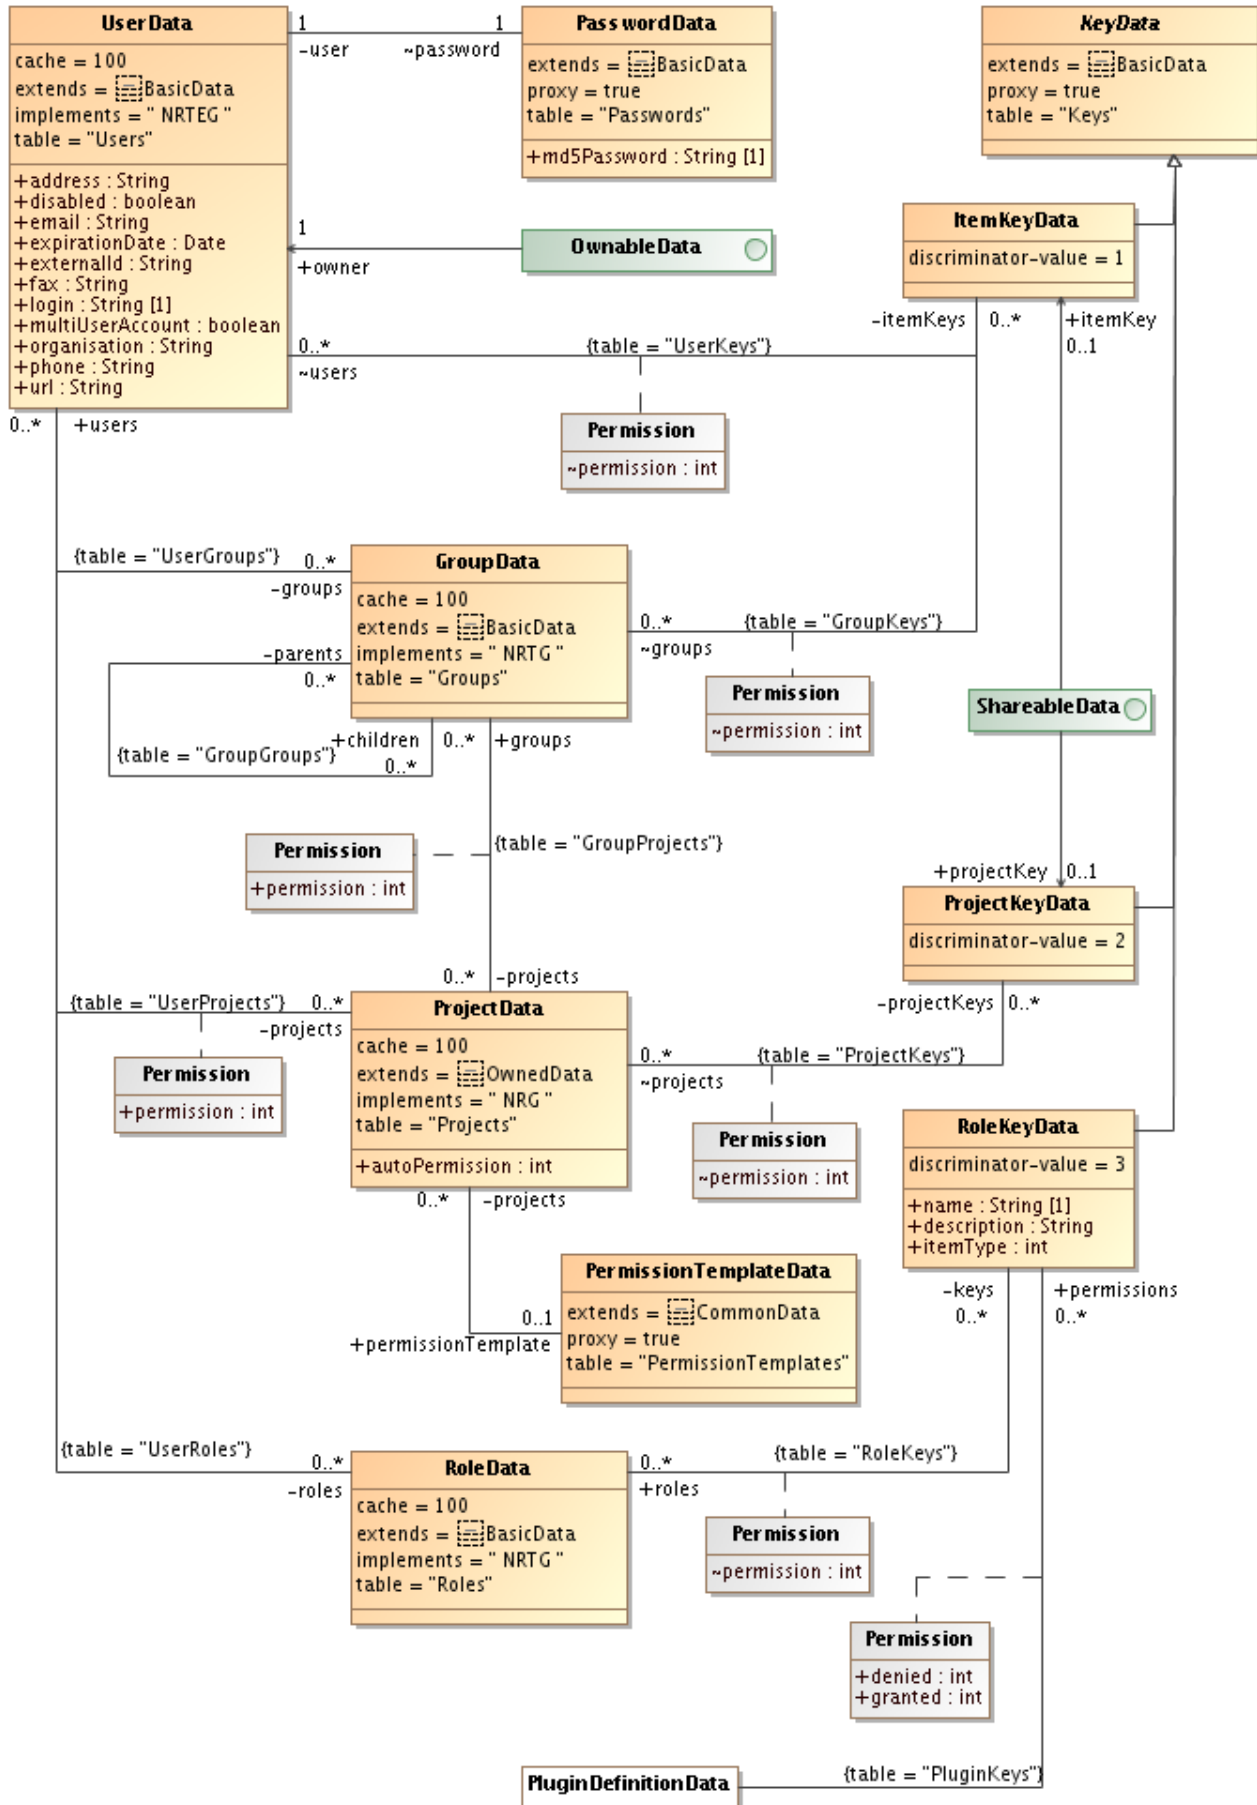 UserData
cache = 100
extends = BasicData
implements = " NRTEG "
table = "Users"
+address : String
+disabled : boolean
+email : String
+expirationDate : Date
+externalId : String
+fax : String
+login : String [1]
+multiUserAccount : boolean
+organisation : String
+phone : String
+url : String
1
-user
1
~password
PasswordData
extends = BasicData
proxy = true
table = "Passwords"
+md5Password : String [1]
KeyData
extends = BasicData
proxy = true
table = "Keys"
1
+owner
OwnableData
ItemKeyData
discriminator-value = 1
-itemKeys
0..*
+itemKey
0..1
0..*
~users
{table = "UserKeys"}
Permission
~permission : int
0..*
+users
{table = "UserGroups"}
0..*
-groups
GroupData
cache = 100
extends = BasicData
implements = " NRTG "
table = "Groups"
-parents
0..*
{table = "GroupGroups"}
+children
0..*
0..*
+groups
0..*
~groups
{table = "GroupKeys"}
Permission
~permission : int
ShareableData
Permission
+permission : int
{table = "GroupProjects"}
+projectKey
0..1
ProjectKeyData
discriminator-value = 2
-projectKeys
0..*
0..*
-projects
{table = "UserProjects"}
0..*
-projects
Permission
+permission : int
ProjectData
cache = 100
extends = OwnedData
implements = " NRG "
table = "Projects"
+autoPermission : int
0..*
~projects
{table = "ProjectKeys"}
Permission
~permission : int
RoleKeyData
discriminator-value = 3
+name : String [1]
+description : String
+itemType : int
0..*
-projects
0..1
+permissionTemplate
PermissionTemplateData
extends = CommonData
proxy = true
table = "PermissionTemplates"
-keys
0..*
+permissions
0..*
{table = "UserRoles"}
0..*
-roles
RoleData
cache = 100
extends = BasicData
implements = " NRTG "
table = "Roles"
0..*
+roles
{table = "RoleKeys"}
Permission
~permission : int
Permission
+denied : int
+granted : int
PluginDefinitionData
{table = "PluginKeys"}